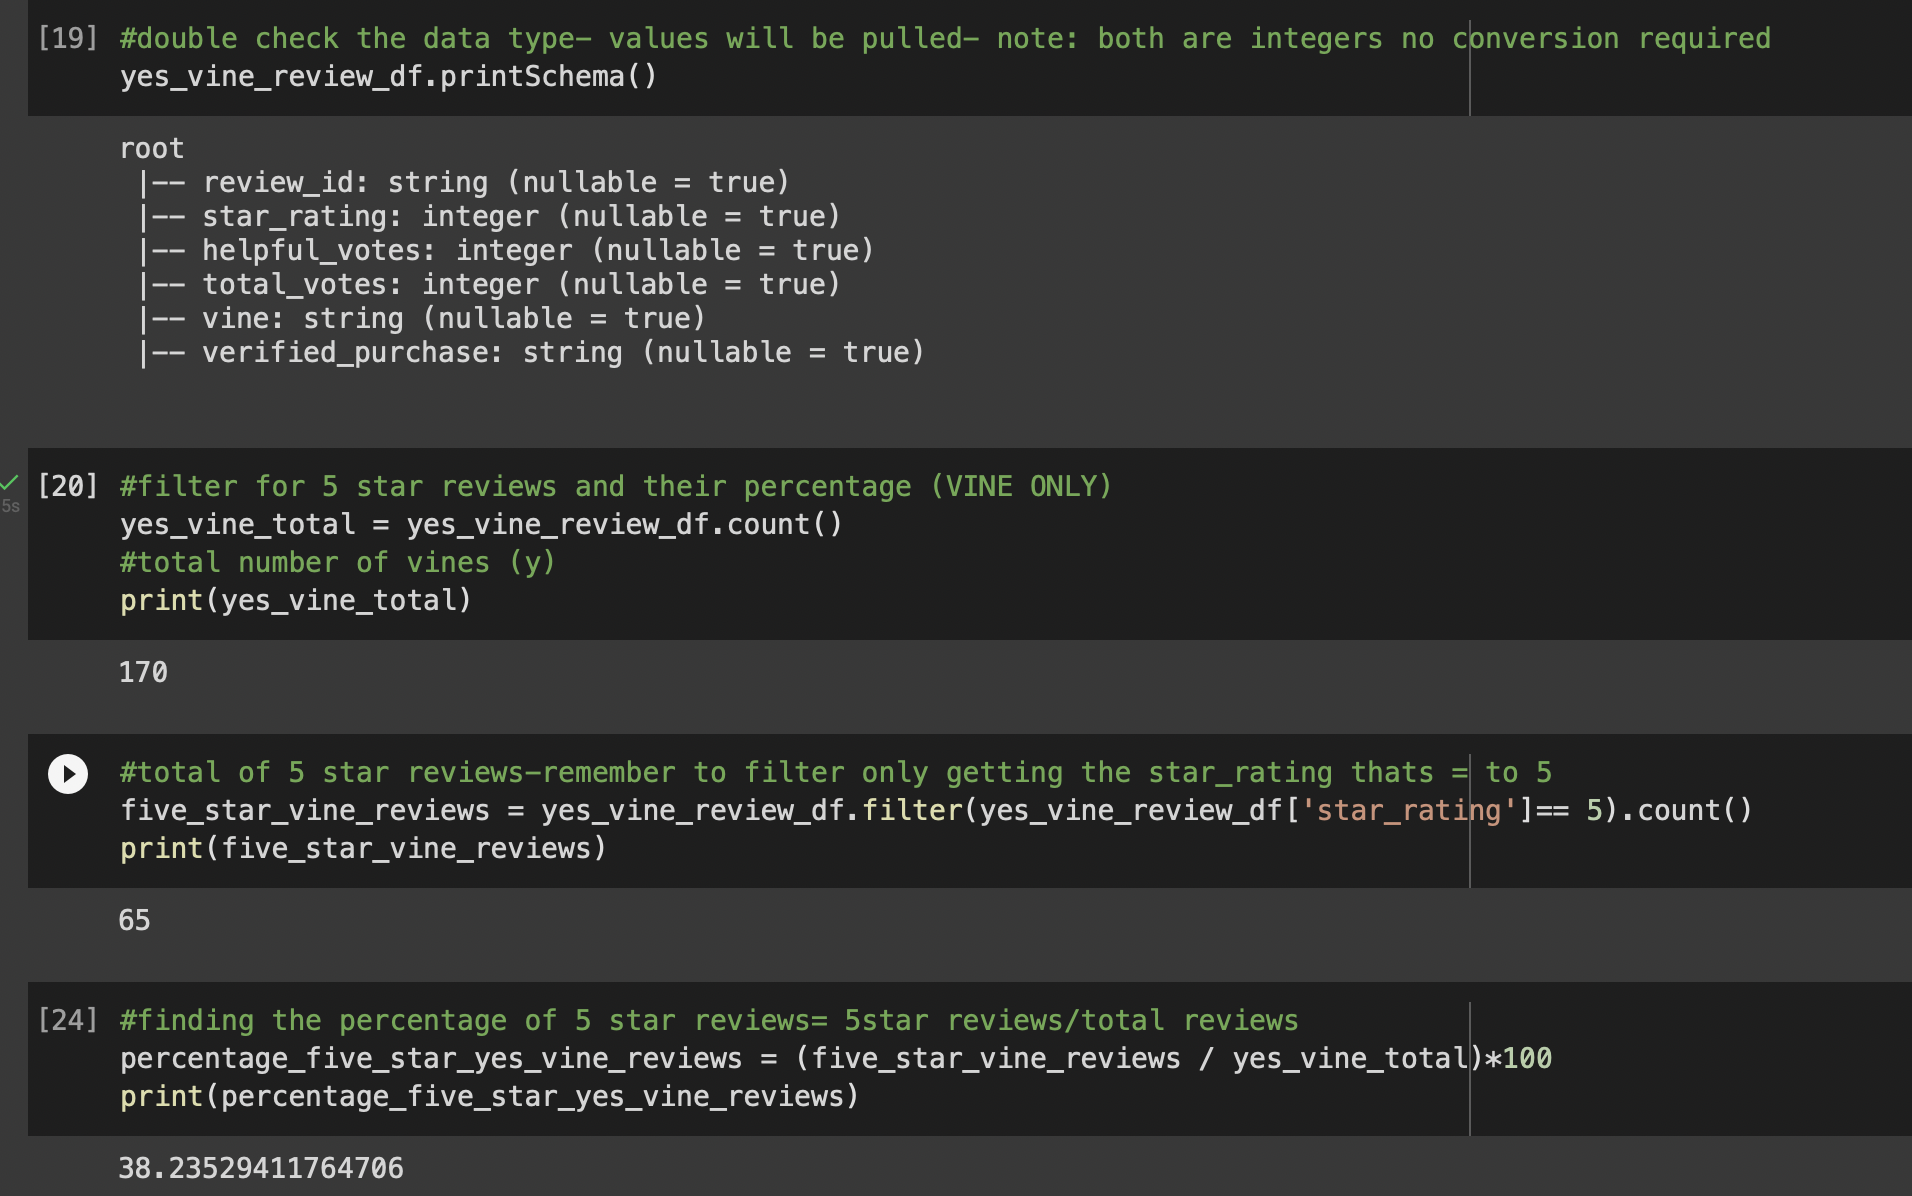 [19] #double check the data type– values will be pulled– note: both are integers no conversion required
yes_vine_review_df.printSchema()
root
 |-- review_id: string (nullable = true)
 |-- star_rating: integer (nullable = true)
 |-- helpful_votes: integer (nullable = true)
 |-- total_votes: integer (nullable = true)
 |-- vine: string (nullable = true)
 |-- verified_purchase: string (nullable = true)
[20] #filter for 5 star reviews and their percentage (VINE ONLY)
5s
yes_vine_total = yes_vine_review_df.count()
#total number of vines (y)
print(yes_vine_total)
170
#total of 5 star reviews–remember to filter only getting the star_rating thats = to 5
five_star_vine_reviews = yes_vine_review_df.filter(yes_vine_review_df['star_rating']== 5).count()
print(five_star_vine_reviews)
65
[24] #finding the percentage of 5 star reviews= 5star reviews/total reviews
percentage_five_star_yes_vine_reviews = (five_star_vine_reviews / yes_vine_total)*100
print(percentage_five_star_yes_vine_reviews)
38.23529411764706